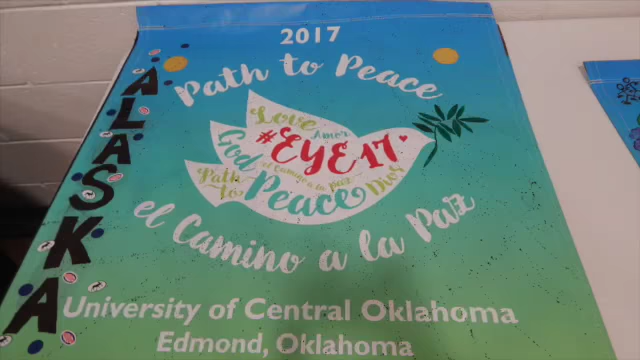 2017
Path to Peace
ALASKA
Love
Amor
#EYE17
God
el Camino a la paz
Path to
Peace
Dios
el Camino a la Paz
University of Central Oklahoma
Edmond, Oklahoma